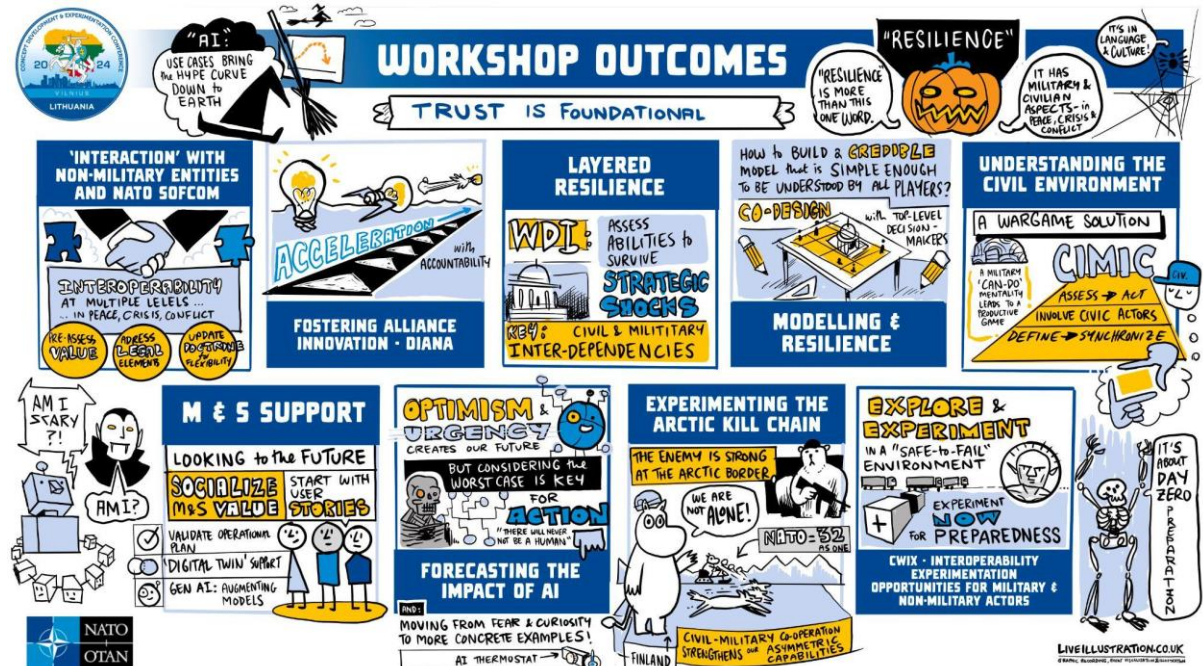 CONCEPT DEVELOPMENT & EXPERIMENTATION CONFERENCE
20 24
VILNIUS
LITHUANIA
"AI":
USE CASES BRING
the HYPE CURVE
DOWN to
EARTH
WORKSHOP OUTCOMES
TRUST IS FOUNDATIONAL
"RESILIENCE"
"RESILIENCE"
IS MORE
THAN THIS
ONE WORD.
IT HAS
MILITARY &
CIVILIAN
ASPECTS - in
PEACE, CRISIS &
CONFLICT
IT'S IN
LANGUAGE
& CULTURE!
'INTERACTION' WITH
NON-MILITARY ENTITIES
AND NATO SOFCOM
INTEROPERABILITY
AT MULTIPLE LELELS ...
... IN PEACE, CRISIS, CONFLICT
PRE-ASSESS
VALUE
ADRESS
LEGAL
ELEMENTS
UPDATE
DOCTRINE
for
FLEXIBILITY
ACCELERATION
with
ACCOUNTABILITY
FOSTERING ALLIANCE
INNOVATION - DIANA
LAYERED
RESILIENCE
WDI:
ASSESS
ABILITIES to
SURVIVE
STRATEGIC
SHOCKS
KEY: CIVIL & MILITITARY
INTER-DEPENDENCIES
HOW to BUILD a CREDIBLE
MODEL that is SIMPLE ENOUGH
TO BE UNDERSTOOD BY ALL PLAYERS?
CO-DESIGN
with TOP-LEVEL
DECISION-
MAKERS
MODELLING &
RESILIENCE
UNDERSTANDING THE
CIVIL ENVIRONMENT
A WARGAME SOLUTION
A MILITARY
'CAN-DO'
MENTALITY
LEADS TO a
PRODUCTIVE
GAME
CIMIC
ASSESS → ACT
INVOLVE CIVIC ACTORS
DEFINE → SYNCHRONIZE
CIV.
AM I
SCARY
?!
AM I?
M & S SUPPORT
LOOKING to the FUTURE
SOCIALIZE
M&S VALUE
START WITH
USER
STORIES
VALIDATE OPERATIONAL
PLAN
'DIGITAL TWIN' SUPPORT
GEN AI: AUGMENTING
MODELS
OPTIMISM &
URGENCY
CREATES OUR FUTURE
BUT CONSIDERING the
WORST CASE IS KEY
FOR
ACTION
"THERE WILL NEVER
NOT BE A HUMAN"
FORECASTING THE
IMPACT OF AI
AND:
MOVING FROM FEAR & CURIOSITY
TO MORE CONCRETE EXAMPLES!
AI THERMOSTAT →
EXPERIMENTING THE
ARCTIC KILL CHAIN
THE ENEMY IS STRONG
AT THE ARCTIC BORDER
WE ARE
NOT ALONE!
NATO = 32
AS ONE
FINLAND
CIVIL-MILITARY CO-OPERATION
STRENGTHENS our ASYMMETRIC
CAPABILITIES
EXPLORE &
EXPERIMENT
IN A "SAFE-to-FAIL"
ENVIRONMENT
EXPERIMENT
NOW
FOR PREPAREDNESS
CWIX - INTEROPERABILITY
EXPERIMENTATION
OPPORTUNITIES FOR MILITARY &
NON-MILITARY ACTORS
IT'S
ABOUT
DAY
ZERO
PREPARATION
NATO
OTAN
LIVEILLUSTRATION.CO.UK